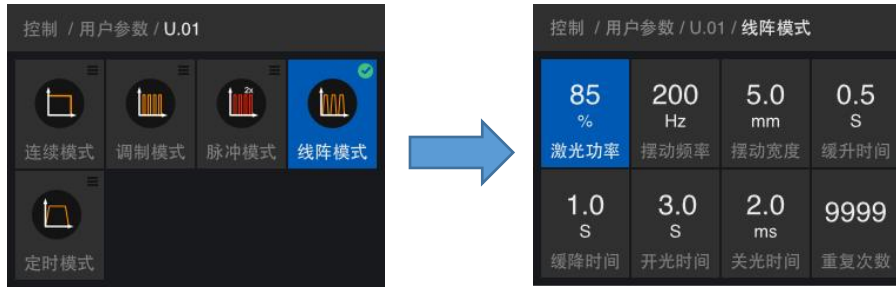 控制 / 用户参数 / U.01
2x
连续模式 调制模式 脉冲模式 线阵模式
定时模式
控制 / 用户参数 / U.01 / 线阵模式
85 200 5.0 0.5
% Hz mm S
激光功率 摆动频率 摆动宽度 缓升时间
1.0 3.0 2.0 9999
S S ms
缓降时间 开光时间 关光时间 重复次数